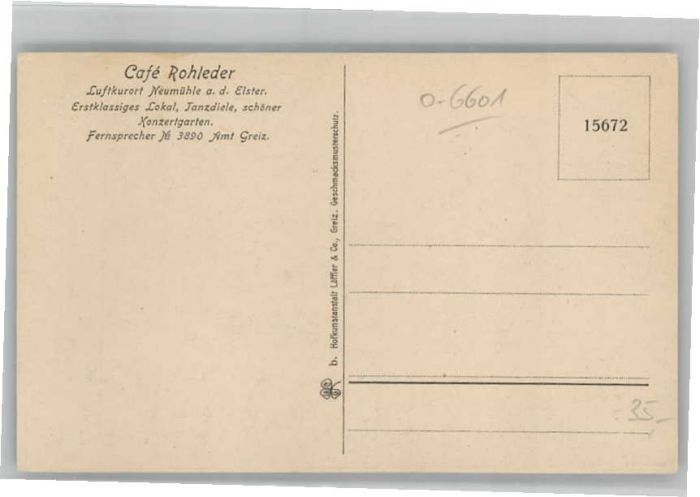 Café Rohleder
Luftkurort Neumühle a. d. Elster.
Erstklassiges Lokal, Tanzdiele, schöner
Konzertgarten.
Fernsprecher № 3890 Amt Greiz.
b. Hofkunstanstalt Löffler & Co., Greiz. Geschmacksmusterschutz.
0-6601
15672
35,-